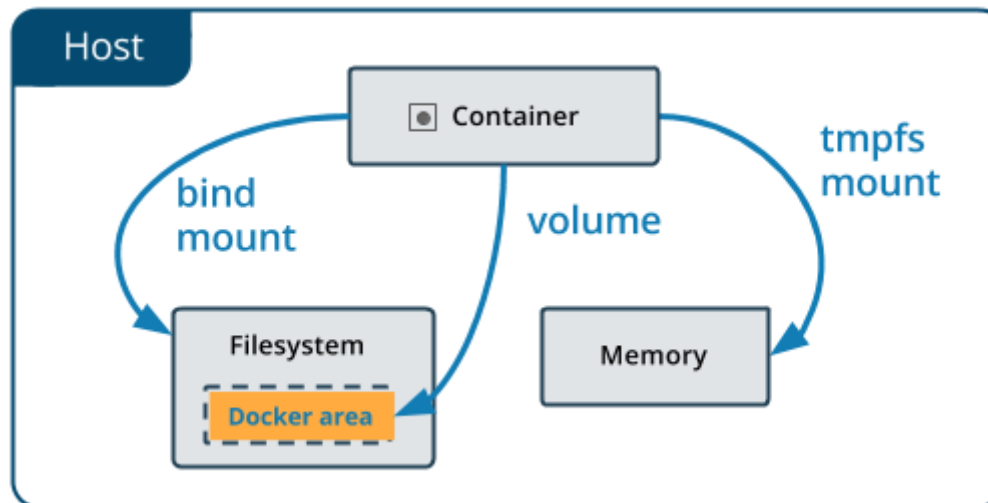 Host
Container
bind
mount
volume
tmpfs
mount
Filesystem
Docker area
Memory